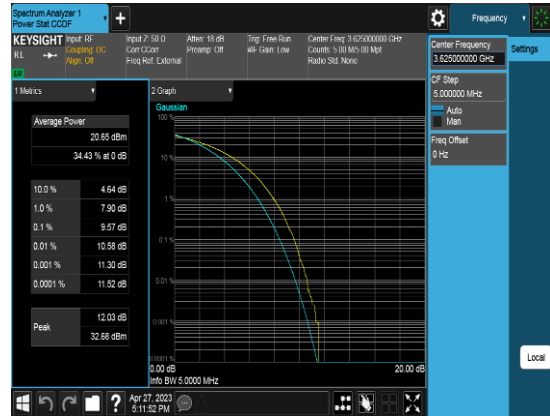 Spectrum Analyzer 1
Power Stat CCDF
Frequency
KEYSIGHT
Input: RF
Coupling: DC
Align: Off
Input Z: 50 Ω
Corr CCorr
Freq Ref: External
Atten: 18 dB
Preamp: Off
Trig: Free Run
#IF Gain: Low
Center Freq: 3.625000000 GHz
Counts: 5.00 M/5.00 Mpt
Radio Std: None
RL
Center Frequency
3.625000000 GHz
Settings
CF Step
5.000000 MHz
Auto
Man
Freq Offset
0 Hz
1 Metrics
Average Power
20.65 dBm
34.43 % at 0 dB
10.0 % 4.64 dB
1.0 % 7.90 dB
0.1 % 9.57 dB
0.01 % 10.58 dB
0.001 % 11.30 dB
0.0001 % 11.52 dB
Peak
12.03 dB
32.68 dBm
2 Graph
Gaussian
100 %
10 %
1 %
0.1 %
0.01 %
0.001 %
0.0001 %
0.00 dB
20.00 dB
Info BW 5.0000 MHz
Local
Apr 27, 2023
5:11:52 PM